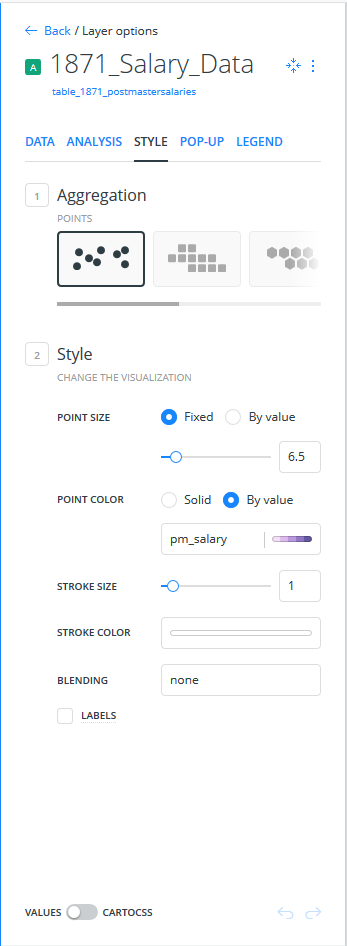 ← Back / Layer options
A 1871_Salary_Data
table_1871_postmastersalaries
DATA ANALYSIS STYLE POP-UP LEGEND
1 Aggregation
POINTS
2 Style
CHANGE THE VISUALIZATION
POINT SIZE Fixed By value
6.5
POINT COLOR Solid By value
pm_salary
STROKE SIZE 1
STROKE COLOR
BLENDING none
LABELS
VALUES CARTOCSS